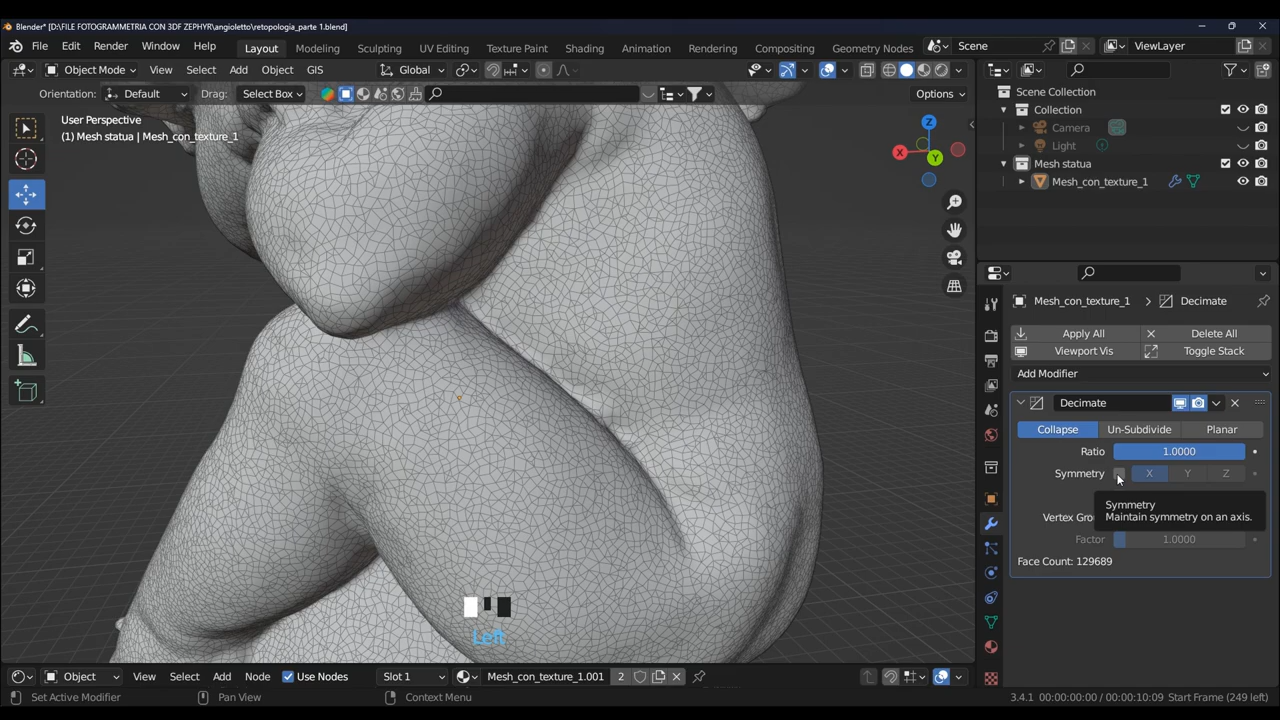 Blender* [D:\FILE FOTOGRAMMETRIA CON 3DF ZEPHYR\angioletto\retopologia_parte 1.blend]
File Edit Render Window Help Layout Modeling Sculpting UV Editing Texture Paint Shading Animation Rendering Compositing Geometry Nodes Scene ViewLayer
Object Mode View Select Add Object GIS Global
Orientation: Default Drag: Select Box Options
User Perspective
(1) Mesh statua | Mesh_con_texture_1
Z
X
Y
Scene Collection
Collection
Camera
Light
Mesh statua
Mesh_con_texture_1
Mesh_con_texture_1 > Decimate
Apply All Delete All
Viewport Vis Toggle Stack
Add Modifier
Decimate
Collapse Un-Subdivide Planar
Ratio 1.0000
Symmetry X Y Z
Symmetry
Maintain symmetry on an axis.
Vertex Gro
Factor 1.0000
Face Count: 129689
Left
Object View Select Add Node Use Nodes Slot 1 Mesh_con_texture_1.001 2
Set Active Modifier Pan View Context Menu 3.4.1 00:00:00:00 / 00:00:10:09 Start Frame (249 left)